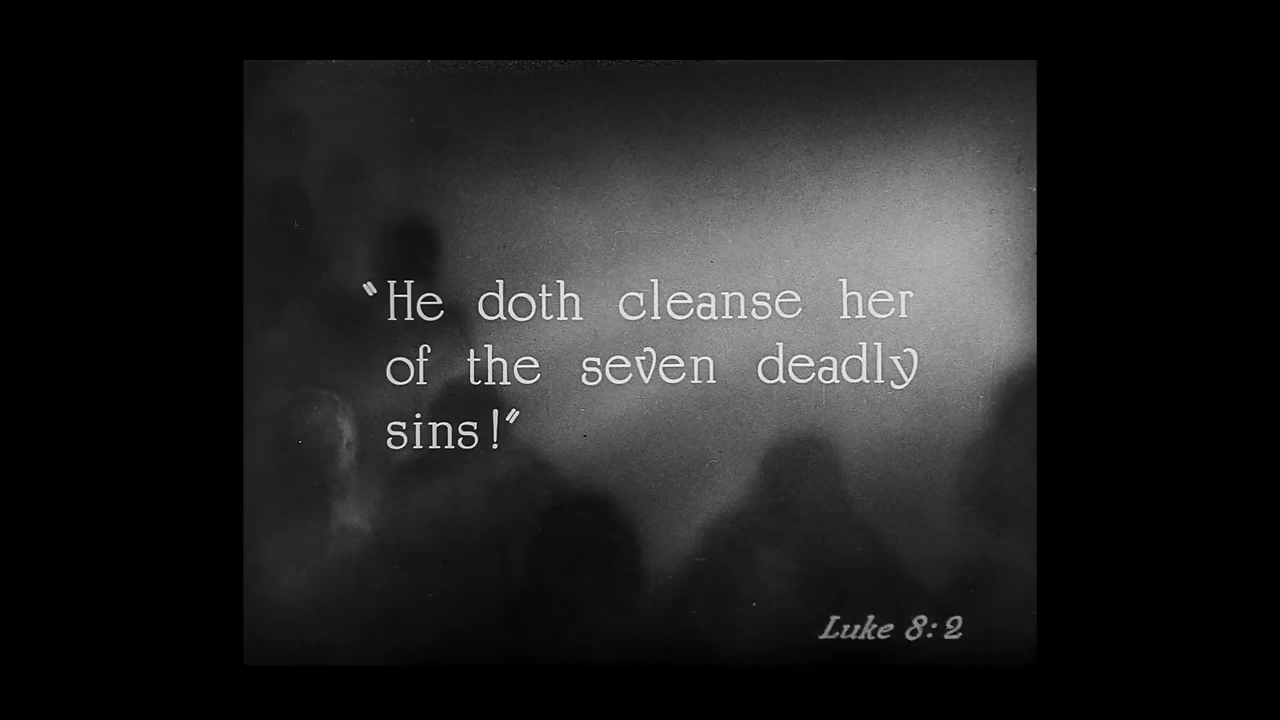 "He doth cleanse her
of the seven deadly
sins!"
Luke 8:2